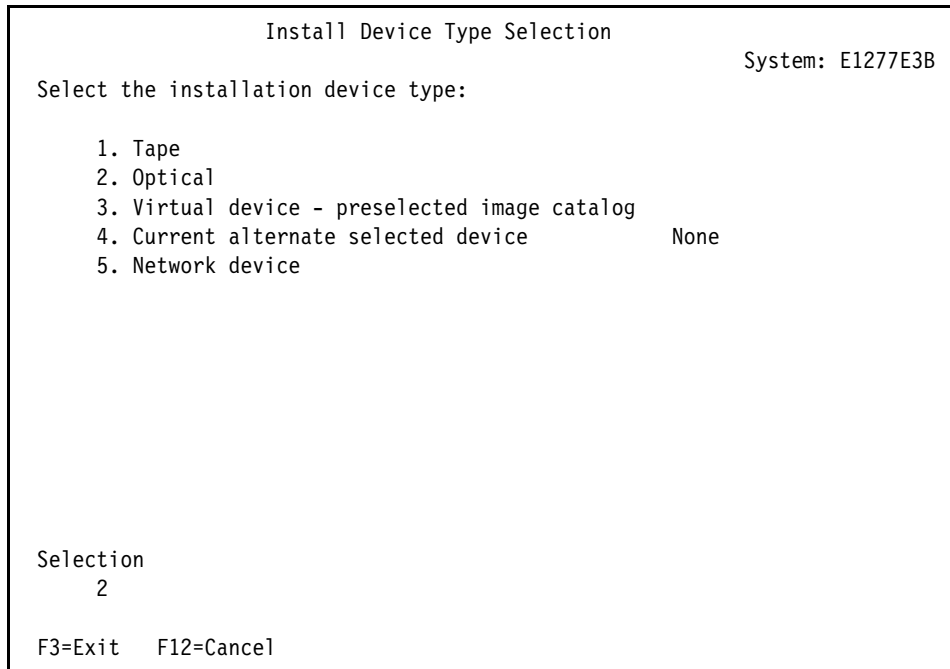 Install Device Type Selection
System: E1277E3B
Select the installation device type:
1. Tape
2. Optical
3. Virtual device - preselected image catalog
4. Current alternate selected device None
5. Network device
Selection
2
F3=Exit F12=Cancel